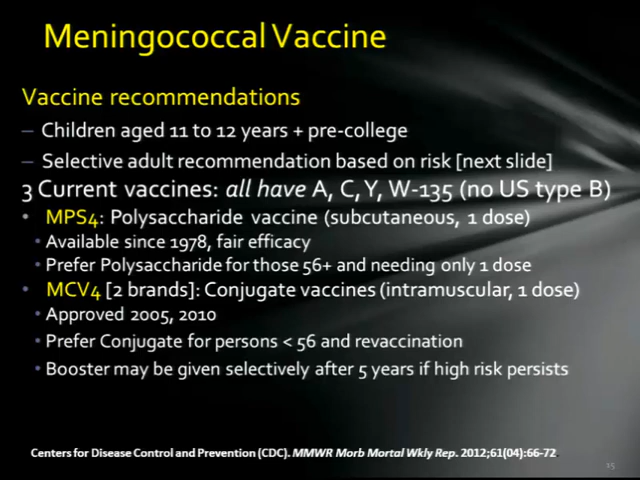 Meningococcal Vaccine
Vaccine recommendations
– Children aged 11 to 12 years + pre-college
– Selective adult recommendation based on risk [next slide]
3 Current vaccines: all have A, C, Y, W-135 (no US type B)
• MPS4: Polysaccharide vaccine (subcutaneous, 1 dose)
• Available since 1978, fair efficacy
• Prefer Polysaccharide for those 56+ and needing only 1 dose
• MCV4 [2 brands]: Conjugate vaccines (intramuscular, 1 dose)
• Approved 2005, 2010
• Prefer Conjugate for persons < 56 and revaccination
• Booster may be given selectively after 5 years if high risk persists
Centers for Disease Control and Prevention (CDC). MMWR Morb Mortal Wkly Rep. 2012;61(04):66-72.
15